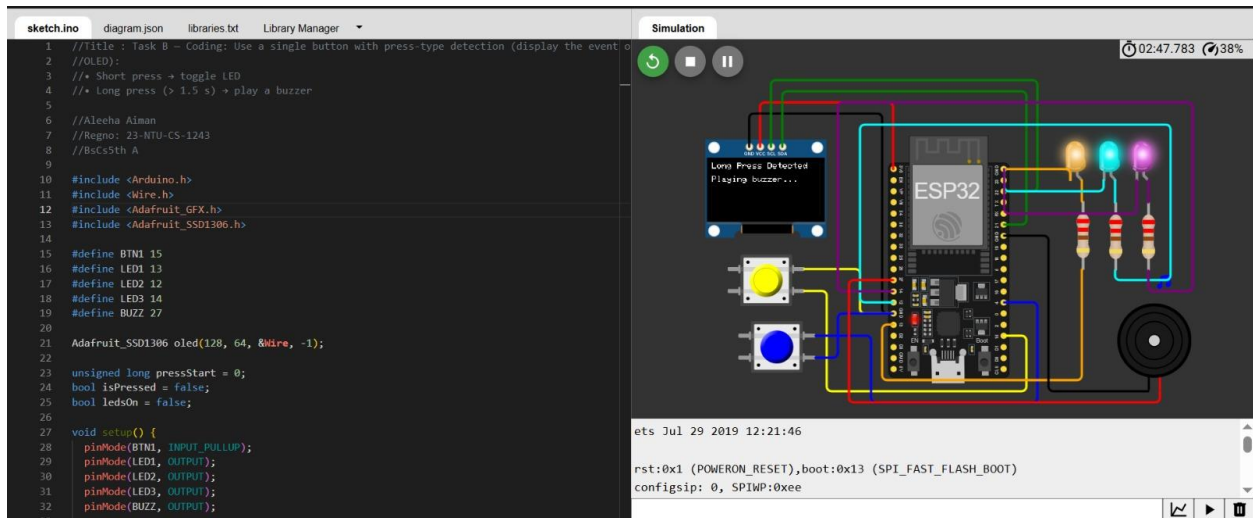 sketch.ino diagram.json libraries.txt Library Manager
1 //Title : Task B – Coding: Use a single button with press-type detection (display the event o
2 //OLED):
3 //• Short press → toggle LED
4 //• Long press (> 1.5 s) → play a buzzer
5
6 //Aleeha Aiman
7 //Regno: 23-NTU-CS-1243
8 //BsCs5th A
9
10 #include <Arduino.h>
11 #include <Wire.h>
12 #include <Adafruit_GFX.h>
13 #include <Adafruit_SSD1306.h>
14
15 #define BTN1 15
16 #define LED1 13
17 #define LED2 12
18 #define LED3 14
19 #define BUZZ 27
20
21 Adafruit_SSD1306 oled(128, 64, &Wire, -1);
22
23 unsigned long pressStart = 0;
24 bool isPressed = false;
25 bool ledsOn = false;
26
27 void setup() {
28 pinMode(BTN1, INPUT_PULLUP);
29 pinMode(LED1, OUTPUT);
30 pinMode(LED2, OUTPUT);
31 pinMode(LED3, OUTPUT);
32 pinMode(BUZZ, OUTPUT);
Simulation
02:47.783 38%
GND VCC SCL SDA
Long Press Detected
Playing buzzer...
ESP32
EN Boot
ets Jul 29 2019 12:21:46
rst:0x1 (POWERON_RESET),boot:0x13 (SPI_FAST_FLASH_BOOT)
configsip: 0, SPIWP:0xee